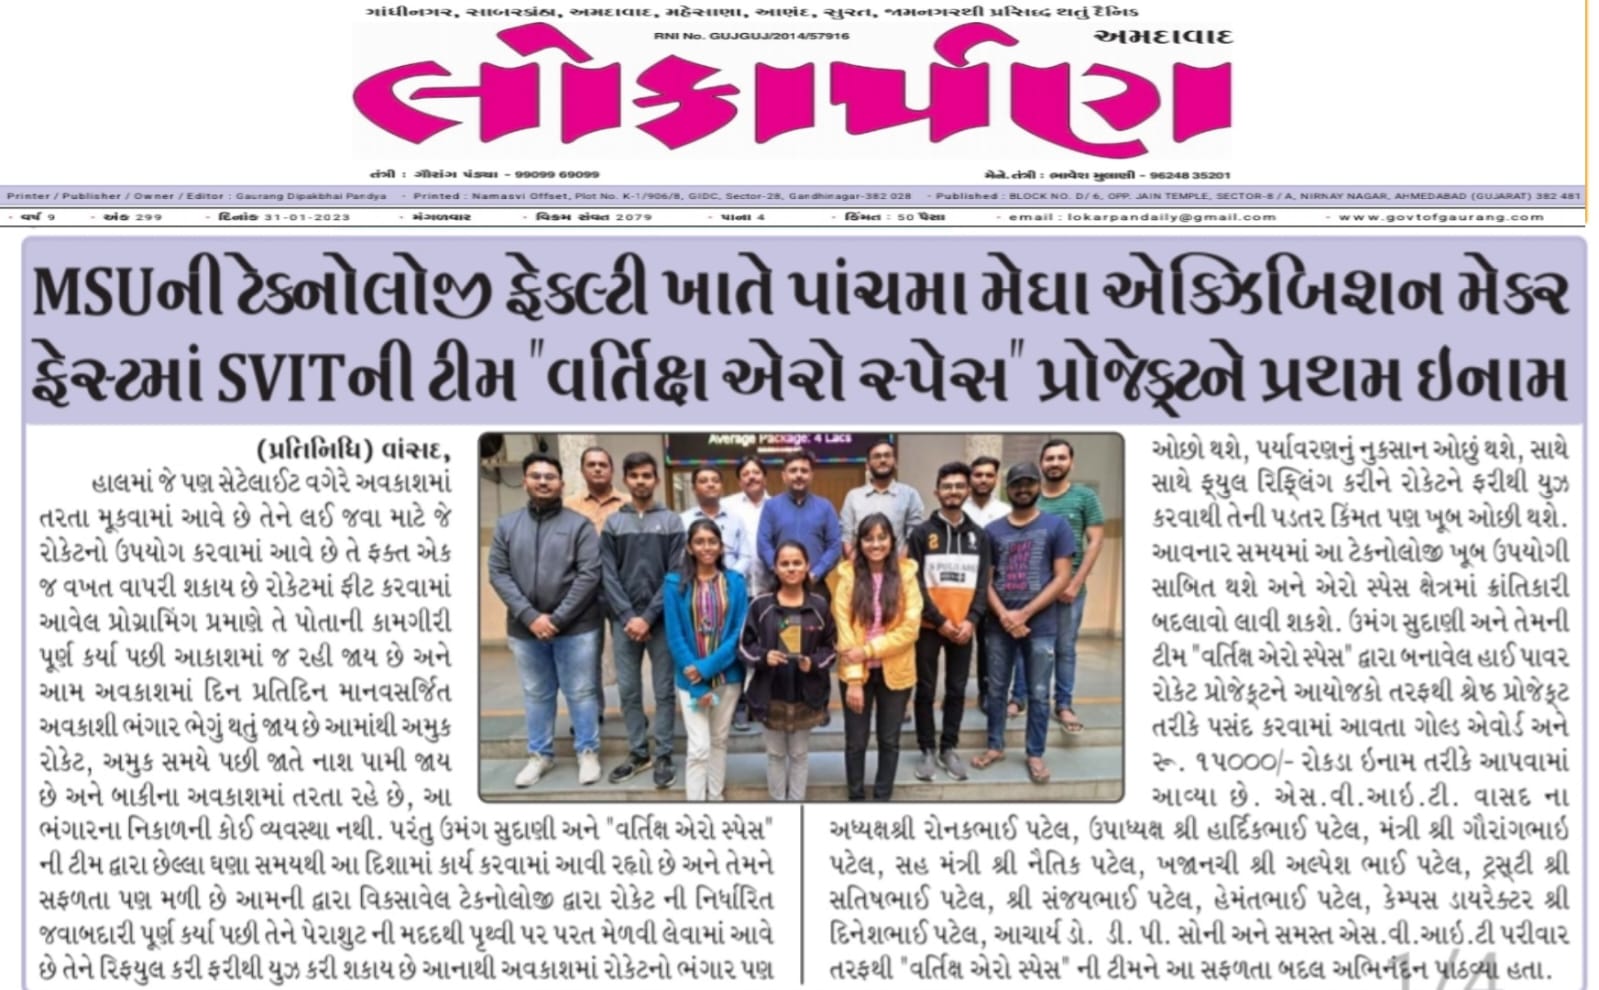 ગાંધીનગર, સાબરકાંઠા, અમદાવાદ, મહેસાણા, આણંદ, સુરત, જામનગરથી પ્રસિદ્ધ થતું દૈનિક
RNI No. GUJGUJ/2014/57916
અમદાવાદ
લોકાર્પણ
તંત્રી : ગૌરાંગ પંડ્યા - 99099 69099
મેને.તંત્રી : ભાવેશ મુલાણી - 96248 35201
Printer / Publisher / Owner / Editor : Gaurang Dipakbhai Pandya - Printed : Namasvi Offset, Plot No. K-1/906/8, GIDC, Sector-28, Gandhinagar-382 028 - Published : BLOCK NO. D/ 6, OPP. JAIN TEMPLE, SECTOR-8 / A, NIRNAY NAGAR, AHMEDABAD (GUJARAT) 382 481
- વર્ષ 9 - અંક 299 - દિનાંક 31-01-2023 - મંગળવાર - વિક્રમ સંવત 2079 - પાના 4 - કિંમત : 50 પૈસા - email : lokarpandaily@gmail.com - www.govtofgaurang.com
MSUની ટેક્નોલોજી ફેકલ્ટી ખાતે પાંચમા મેઘા એક્ઝિબિશન મેકર
ફેસ્ટમાં SVITની ટીમ "વર્તિક્ષ એરો સ્પેસ" પ્રોજેક્ટને પ્રથમ ઇનામ
(પ્રતિનિધિ) વાંસદ,
હાલમાં જે પણ સેટેલાઈટ વગેરે અવકાશમાં
તરતા મૂકવામાં આવે છે તેને લઈ જવા માટે જે
રોકેટનો ઉપયોગ કરવામાં આવે છે તે ફક્ત એક
જ વખત વાપરી શકાય છે રોકેટમાં ફીટ કરવામાં
આવેલ પ્રોગ્રામિંગ પ્રમાણે તે પોતાની કામગીરી
પૂર્ણ કર્યા પછી આકાશમાં જ રહી જાય છે અને
આમ અવકાશમાં દિન પ્રતિદિન માનવસર્જિત
અવકાશી ભંગાર ભેગું થતું જાય છે આમાંથી અમુક
રોકેટ, અમુક સમયે પછી જાતે નાશ પામી જાય
છે અને બાકીના અવકાશમાં તરતા રહે છે, આ
ભંગારના નિકાળની કોઈ વ્યવસ્થા નથી. પરંતુ ઉમંગ સુદાણી અને "વર્તિક્ષ એરો સ્પેસ"
ની ટીમ દ્વારા છેલ્લા ઘણા સમયથી આ દિશામાં કાર્ય કરવામાં આવી રહ્યો છે અને તેમને
સફળતા પણ મળી છે આમની દ્વારા વિકસાવેલ ટેકનોલોજી દ્વારા રોકેટ ની નિર્ધારિત
જવાબદારી પૂર્ણ કર્યા પછી તેને પેરાશુટ ની મદદથી પૃથ્વી પર પરત મેળવી લેવામાં આવે
છે તેને રિફયુલ કરી ફરીથી યુઝ કરી શકાય છે આનાથી અવકાશમાં રોકેટનો ભંગાર પણ
Average Package: 4 Lacs
ઓછો થશે, પર્યાવરણનું નુકસાન ઓછું થશે, સાથે
સાથે ફયુલ રિફિલિંગ કરીને રોકેટને ફરીથી યુઝ
કરવાથી તેની પડતર કિંમત પણ ખૂબ ઓછી થશે.
આવનાર સમયમાં આ ટેકનોલોજી ખૂબ ઉપયોગી
સાબિત થશે અને એરો સ્પેસ ક્ષેત્રમાં ક્રાંતિકારી
બદલાવો લાવી શકશે. ઉમંગ સુદાણી અને તેમની
ટીમ "વર્તિક્ષ એરો સ્પેસ" દ્વારા બનાવેલ હાઈ પાવર
રોકેટ પ્રોજેક્ટને આયોજકો તરફથી શ્રેષ્ઠ પ્રોજેક્ટ
તરીકે પસંદ કરવામાં આવતા ગોલ્ડ એવોર્ડ અને
રૂ. ૧૫૦૦૦/- રોકડા ઇનામ તરીકે આપવામાં
આવ્યા છે. એસ.વી.આઇ.ટી. વાસદ ના
અધ્યક્ષશ્રી રોનકભાઈ પટેલ, ઉપાધ્યક્ષ શ્રી હાર્દિકભાઈ પટેલ, મંત્રી શ્રી ગૌરાંગભાઇ
પટેલ, સહ મંત્રી શ્રી નૈતિક પટેલ, ખજાનચી શ્રી અલ્પેશ ભાઈ પટેલ, ટ્રસ્ટી શ્રી
સતિષભાઈ પટેલ, શ્રી સંજયભાઈ પટેલ, હેમંતભાઈ પટેલ, કેમ્પસ ડાયરેક્ટર શ્રી
દિનેશભાઈ પટેલ, આચાર્ય ડો. ડી. પી. સોની અને સમસ્ત એસ.વી.આઇ.ટી પરીવાર
તરફથી "વર્તિક્ષ એરો સ્પેસ" ની ટીમને આ સફળતા બદલ અભિનંદન પાઠવ્યા હતા.
1/4